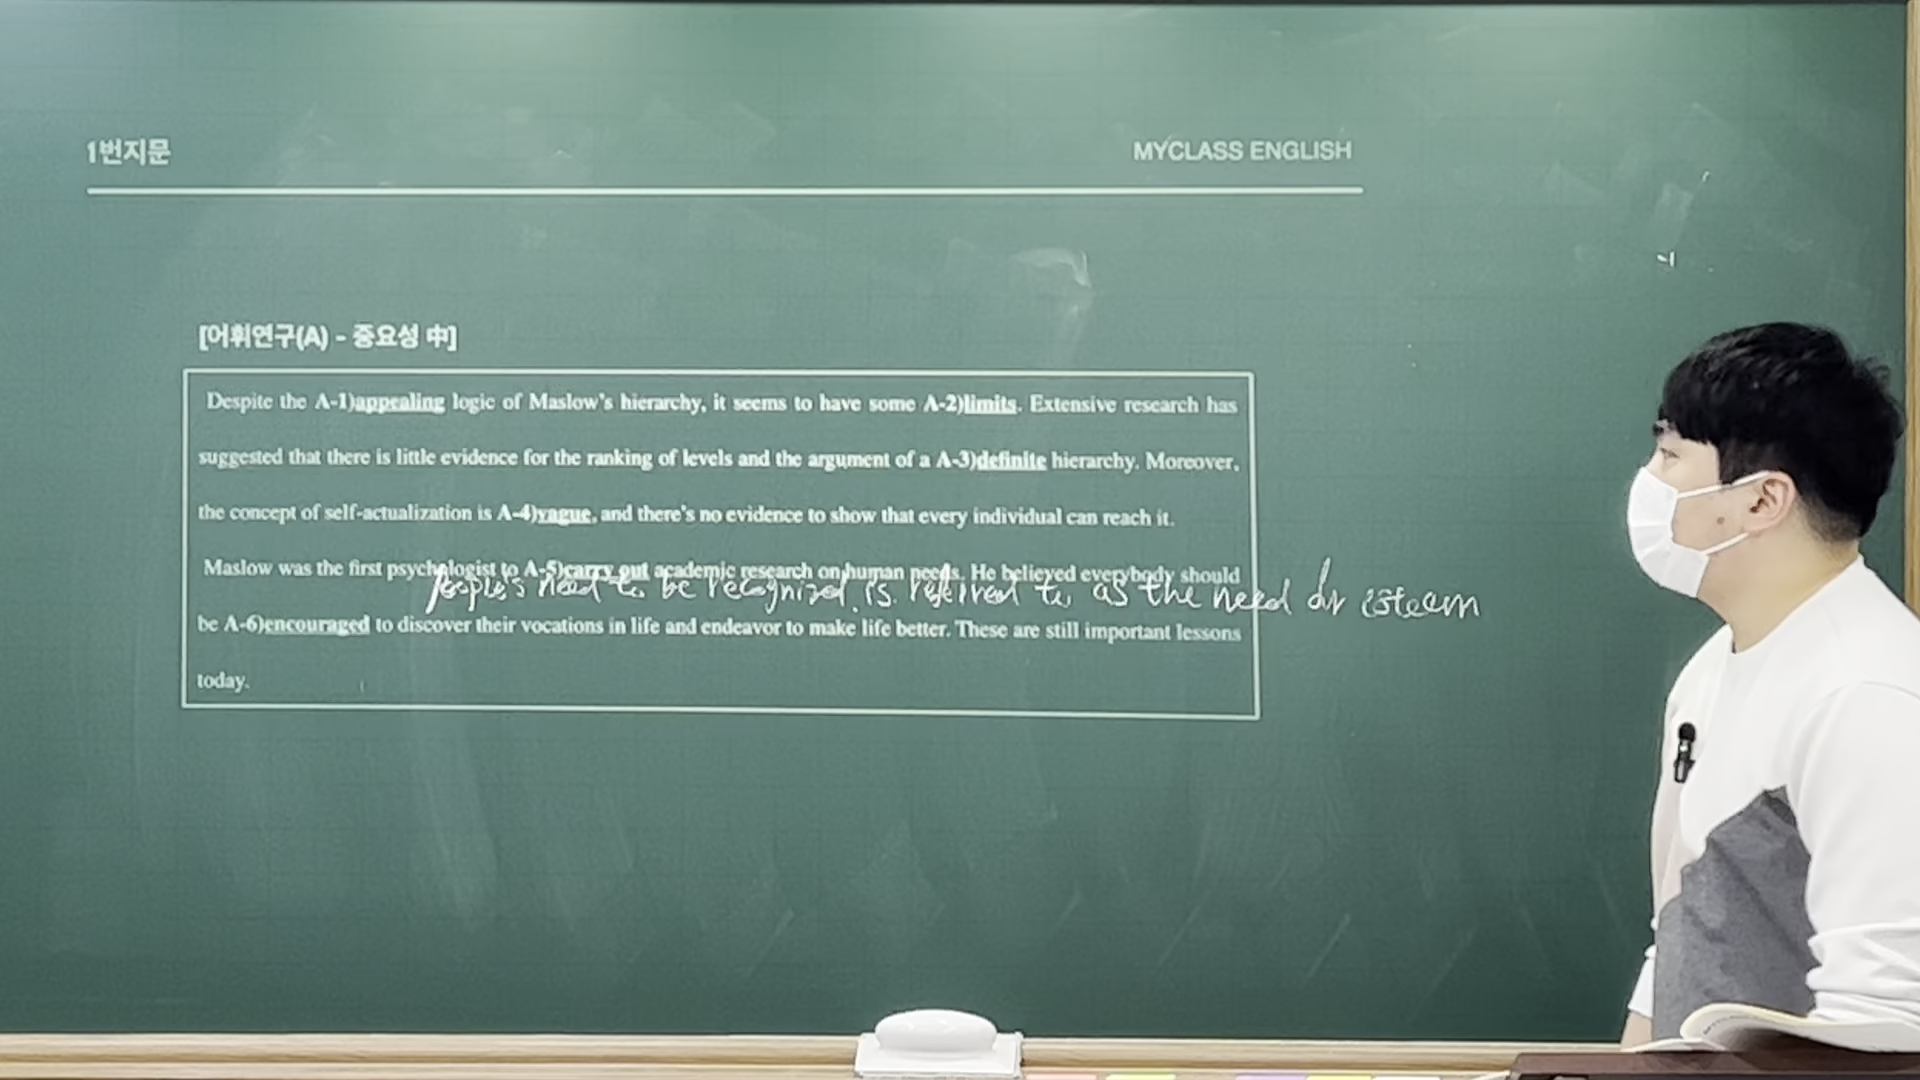 1번지문
MYCLASS ENGLISH
[어휘연구(A) - 중요성 中]
Despite the A-1)appealing logic of Maslow's hierarchy, it seems to have some A-2)limits. Extensive research has
suggested that there is little evidence for the ranking of levels and the argument of a A-3)definite hierarchy. Moreover,
the concept of self-actualization is A-4)vague, and there's no evidence to show that every individual can reach it.
Maslow was the first psychologist to A-5)carry out academic research on human needs. He believed everybody should
people's need to be recognized is referred to as the need for esteem
be A-6)encouraged to discover their vocations in life and endeavor to make life better. These are still important lessons
today.